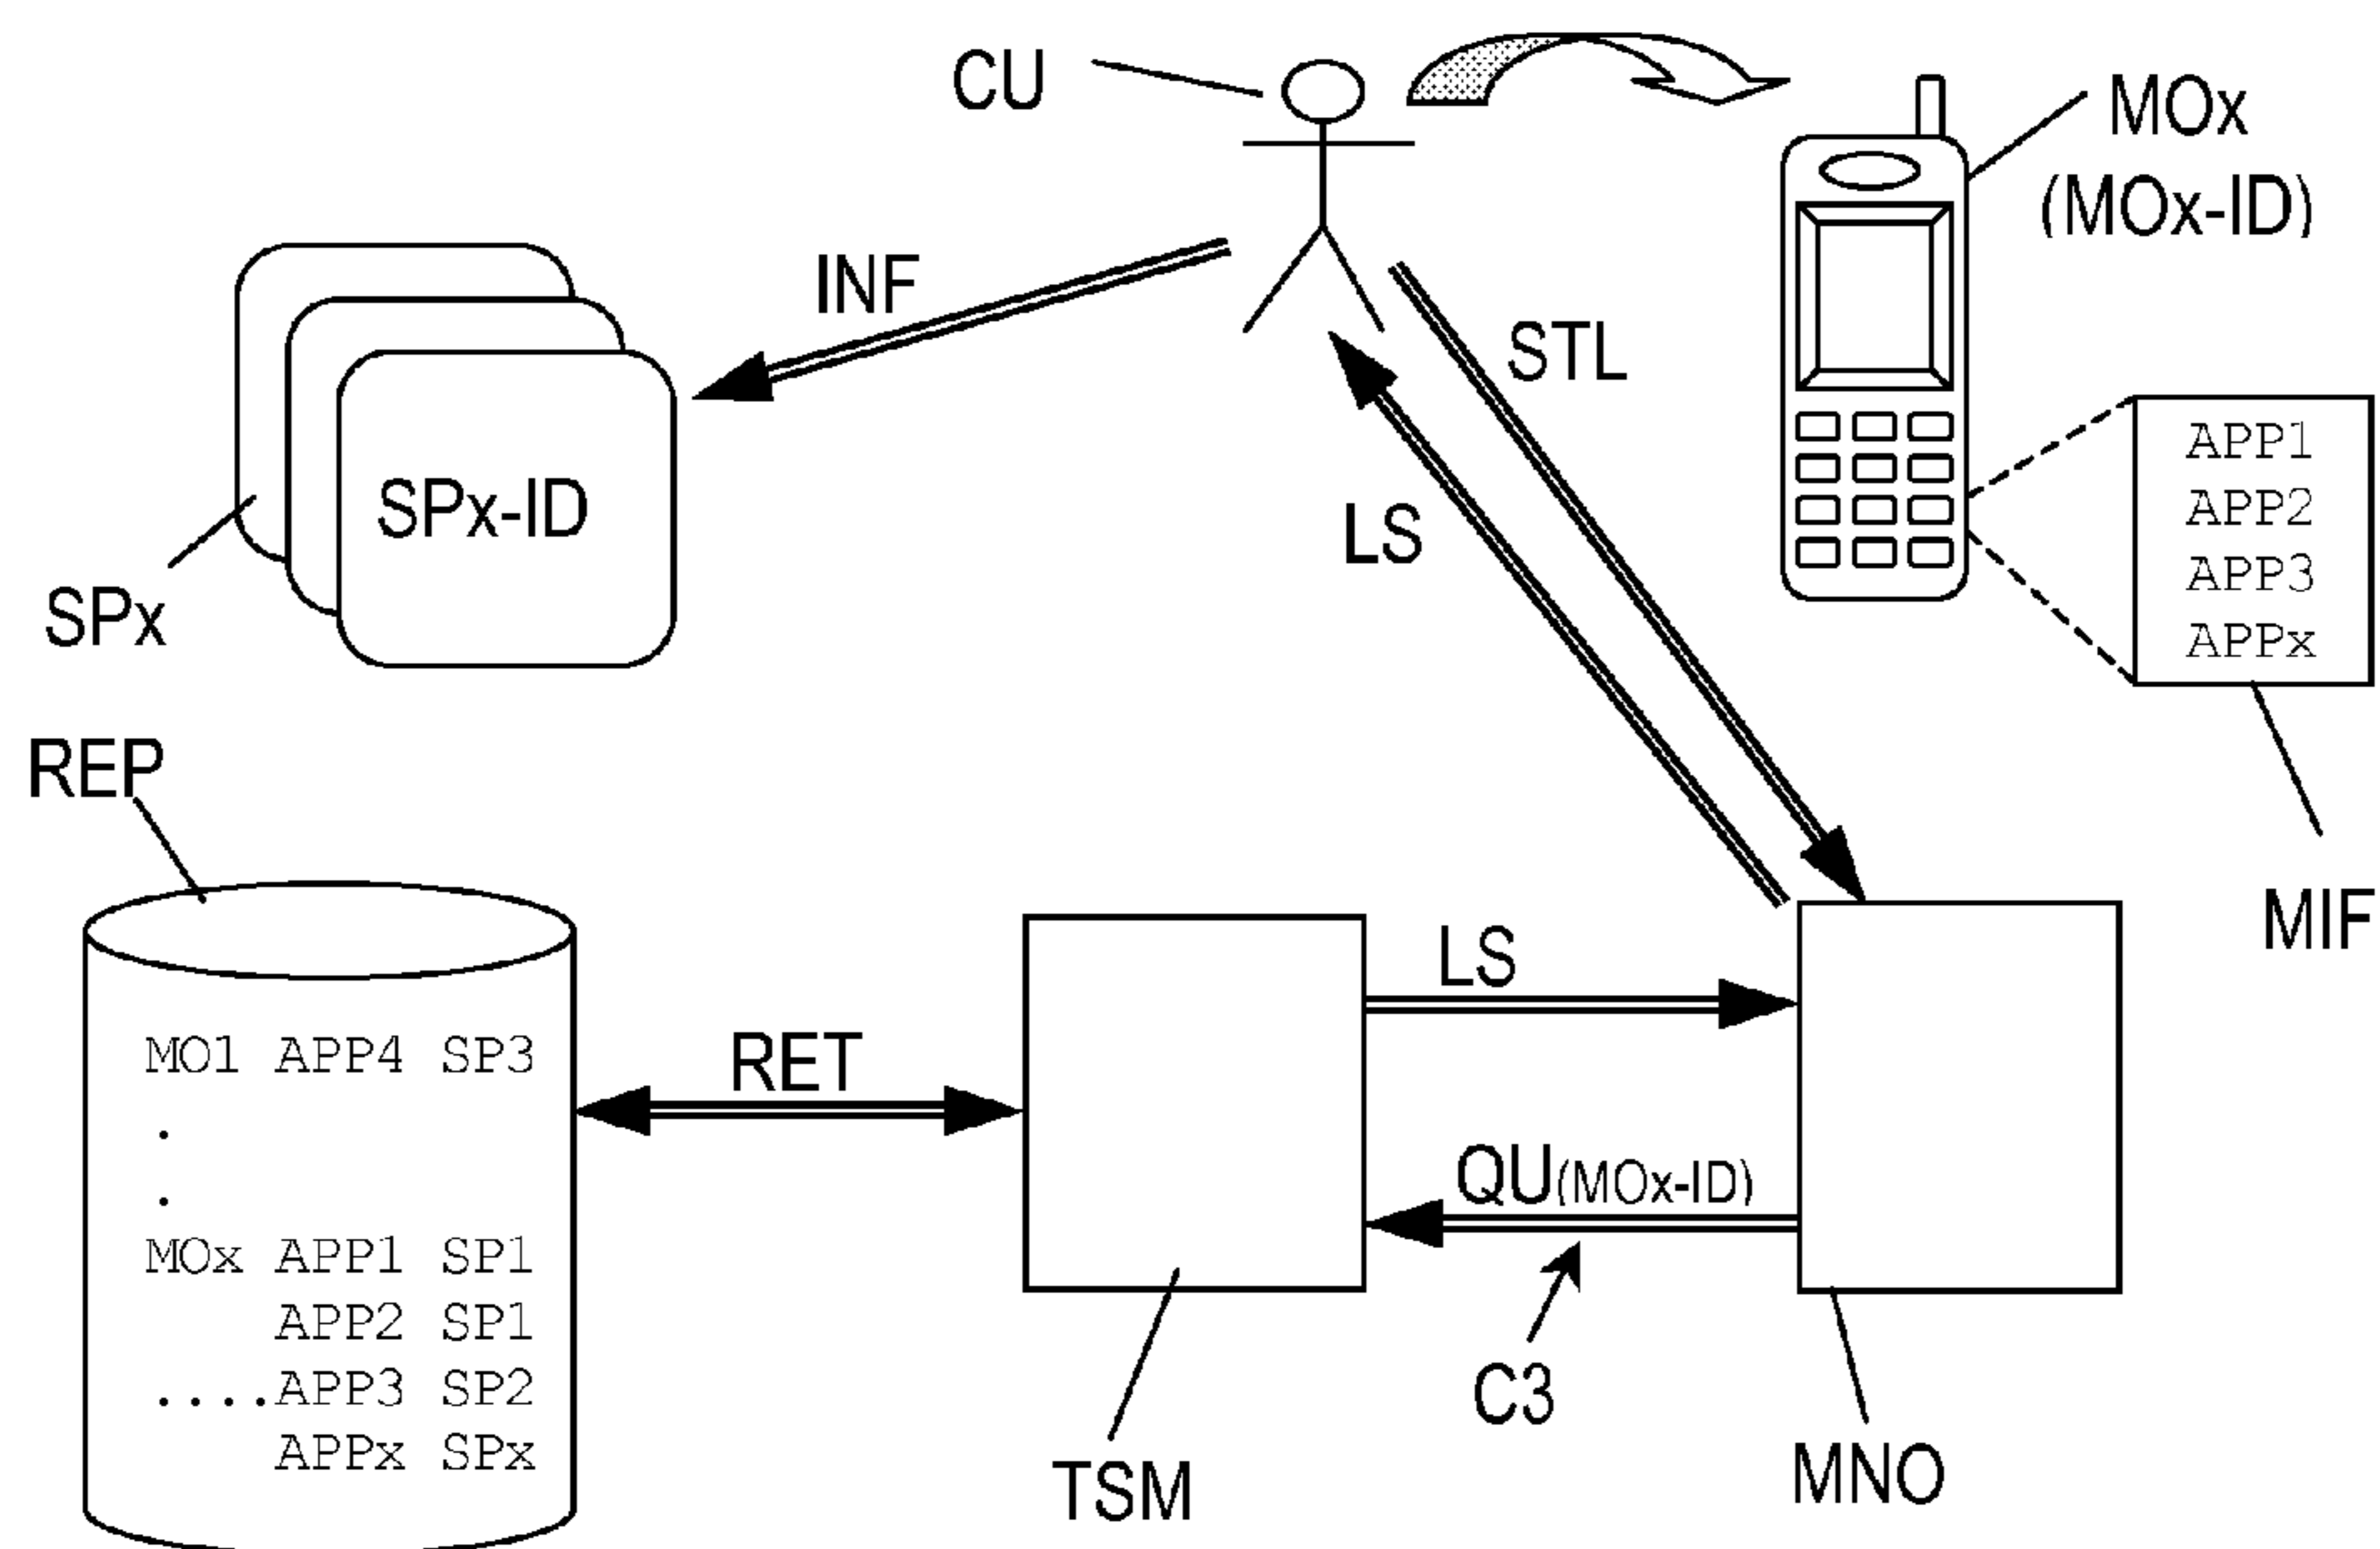 CU
MOx
(MOx-ID)
INF
STL
LS
SPx-ID
SPx
APP1
APP2
APP3
APPx
MIF
REP
MO1 APP4 SP3
.
.
MOx APP1 SP1
APP2 SP1
....APP3 SP2
APPx SPx
RET
LS
QU(MOx-ID)
C3
TSM
MNO